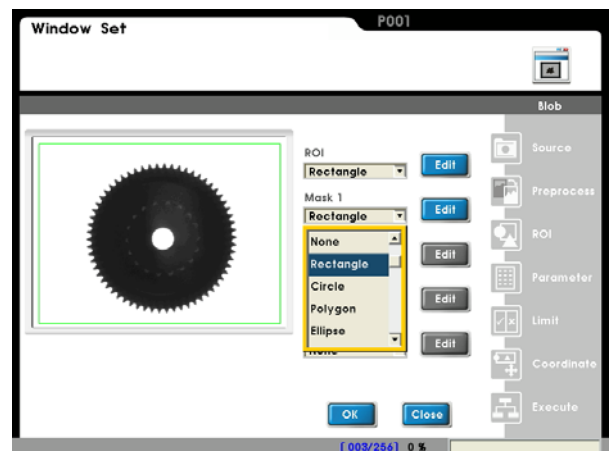 Window Set
P001
Blob
ROI
Rectangle
Edit
Mask 1
Rectangle
Edit
None
Rectangle
Circle
Polygon
Ellipse
Edit
Edit
None
Edit
Source
Preprocess
ROI
Parameter
Limit
Coordinate
Execute
OK
Close
[003/256] 0 %